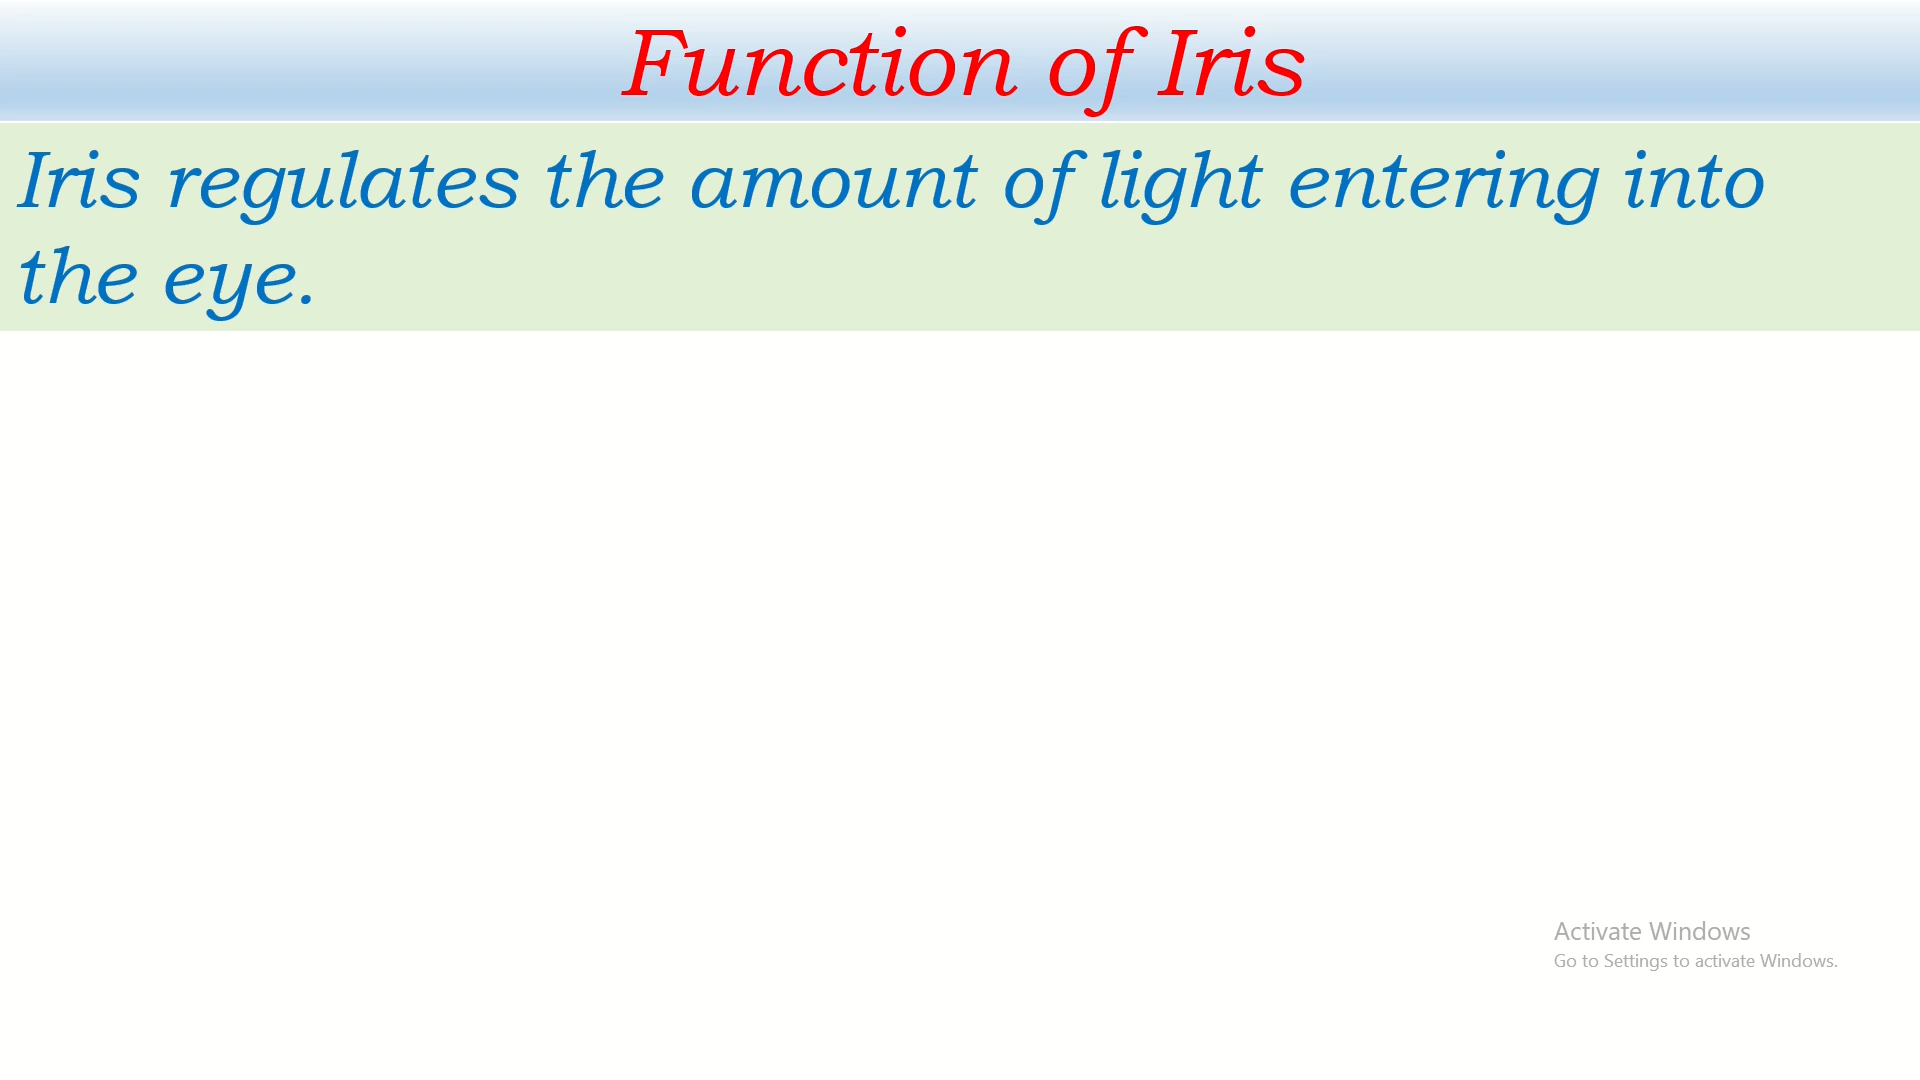 Function of Iris
Iris regulates the amount of light entering into
the eye.
Activate Windows
Go to Settings to activate Windows.